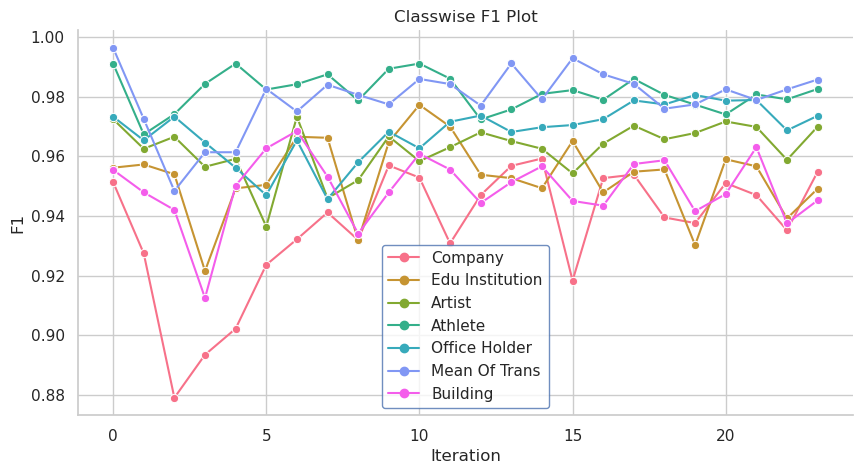 Classwise F1 Plot
1.00
0.98
0.96
0.94
0.92
0.90
0.88
F1
Company
Edu Institution
Artist
Athlete
Office Holder
Mean Of Trans
Building
0 5 10 15 20
Iteration